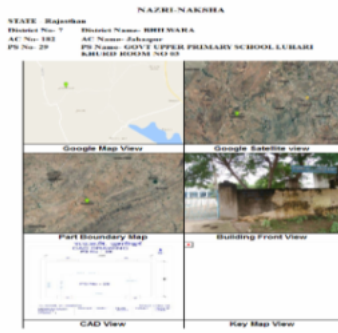 NAZRI-NAKSHA
STATE Rajasthan
District No- 7 District Name- BHILWARA
AC No- 182 AC Name- Jahazpur
PS No- 29 PS Name- GOVT UPPER PRIMARY SCHOOL LUHARI
KHURD ROOM NO 03
Google Map View Google Satellite view
Part Boundary Map Building Front View
CAD View Key Map View